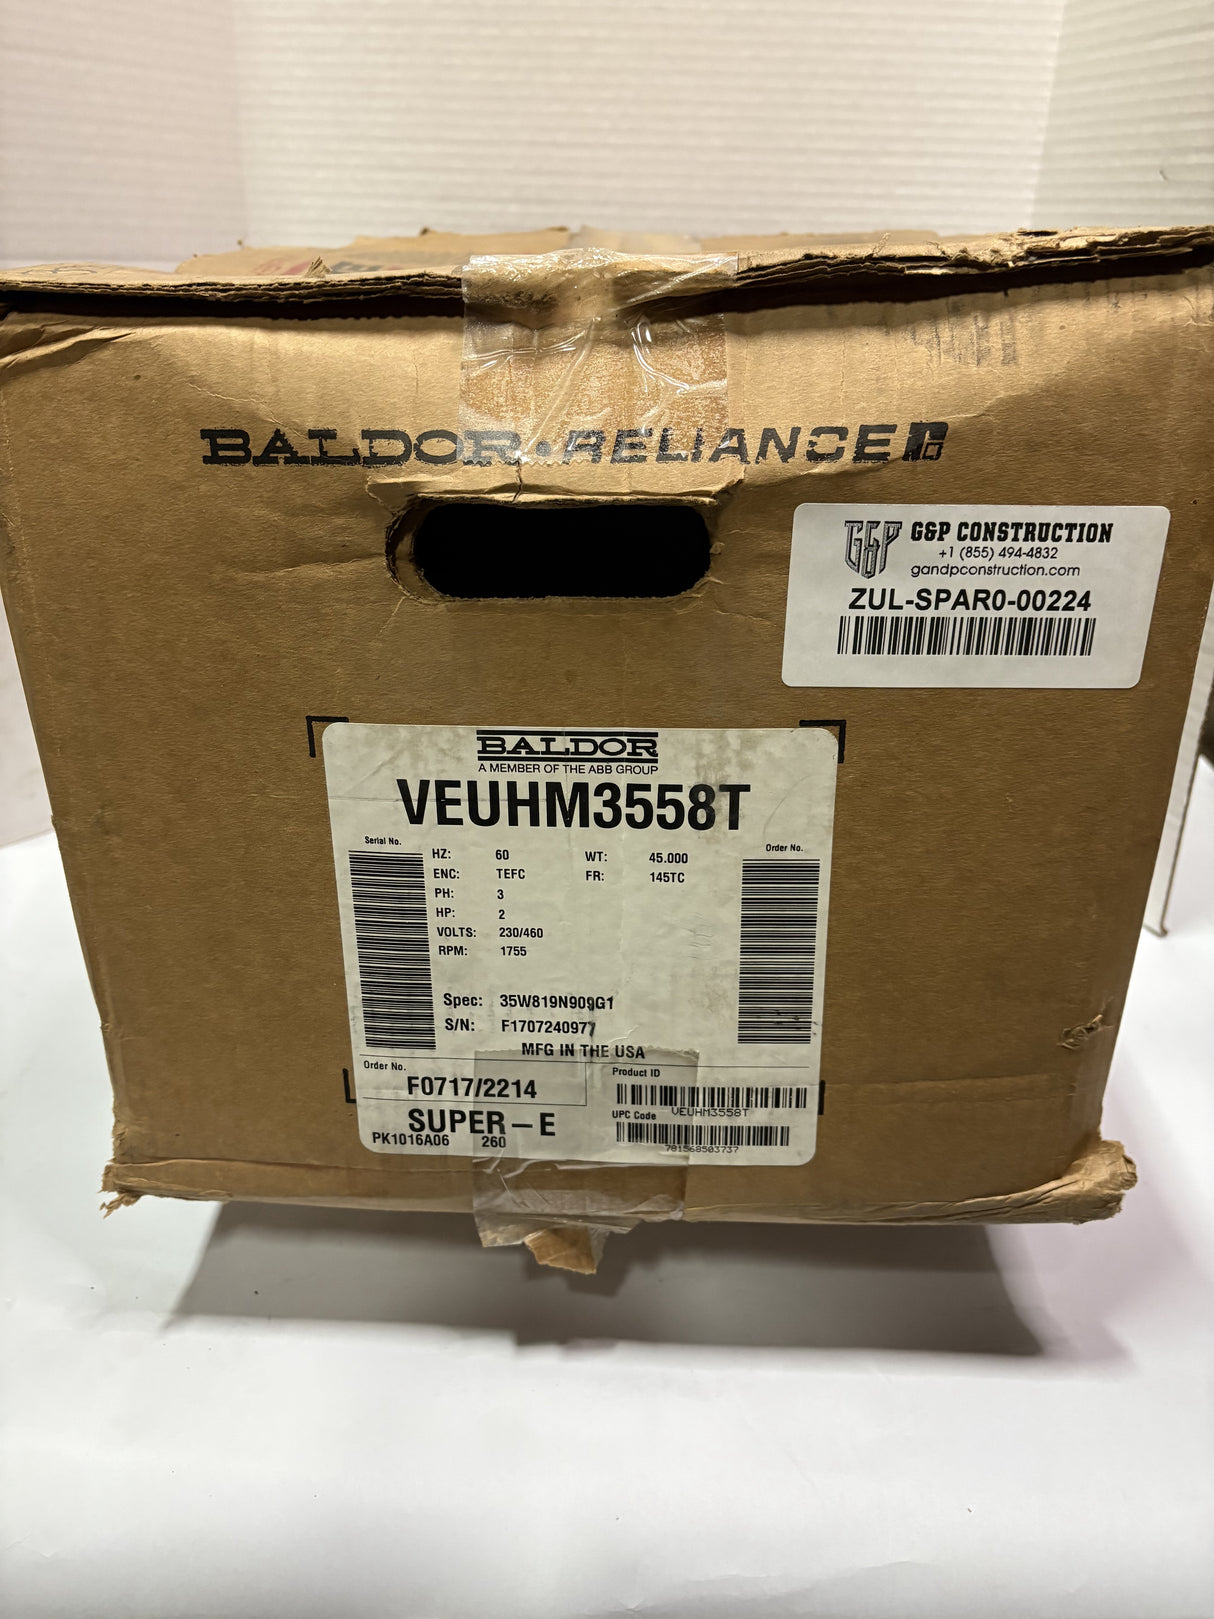 BALDOR•RELIANCE
G&P G&P CONSTRUCTION
+1 (855) 494-4832
gandpconstruction.com
ZUL-SPAR0-00224
BALDOR
A MEMBER OF THE ABB GROUP
VEUHM3558T
Serial No.
Order No.
HZ: 60 WT: 45.000
ENC: TEFC FR: 145TC
PH: 3
HP: 2
VOLTS: 230/460
RPM: 1755
Spec: 35W819N909G1
S/N: F1707240977
MFG IN THE USA
Order No.
F0717/2214
SUPER-E
PK1016A06 260
Product ID
VEUHM3558T
UPC Code
781568503737